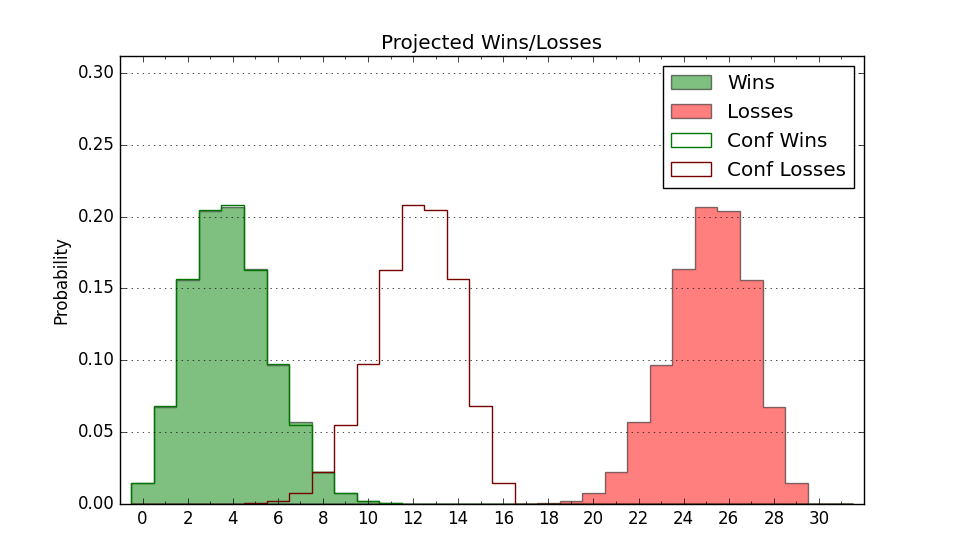 Projected Wins/Losses
Probability
0.30
0.25
0.20
0.15
0.10
0.05
0.00
0 2 4 6 8 10 12 14 16 18 20 22 24 26 28 30
Wins
Losses
Conf Wins
Conf Losses